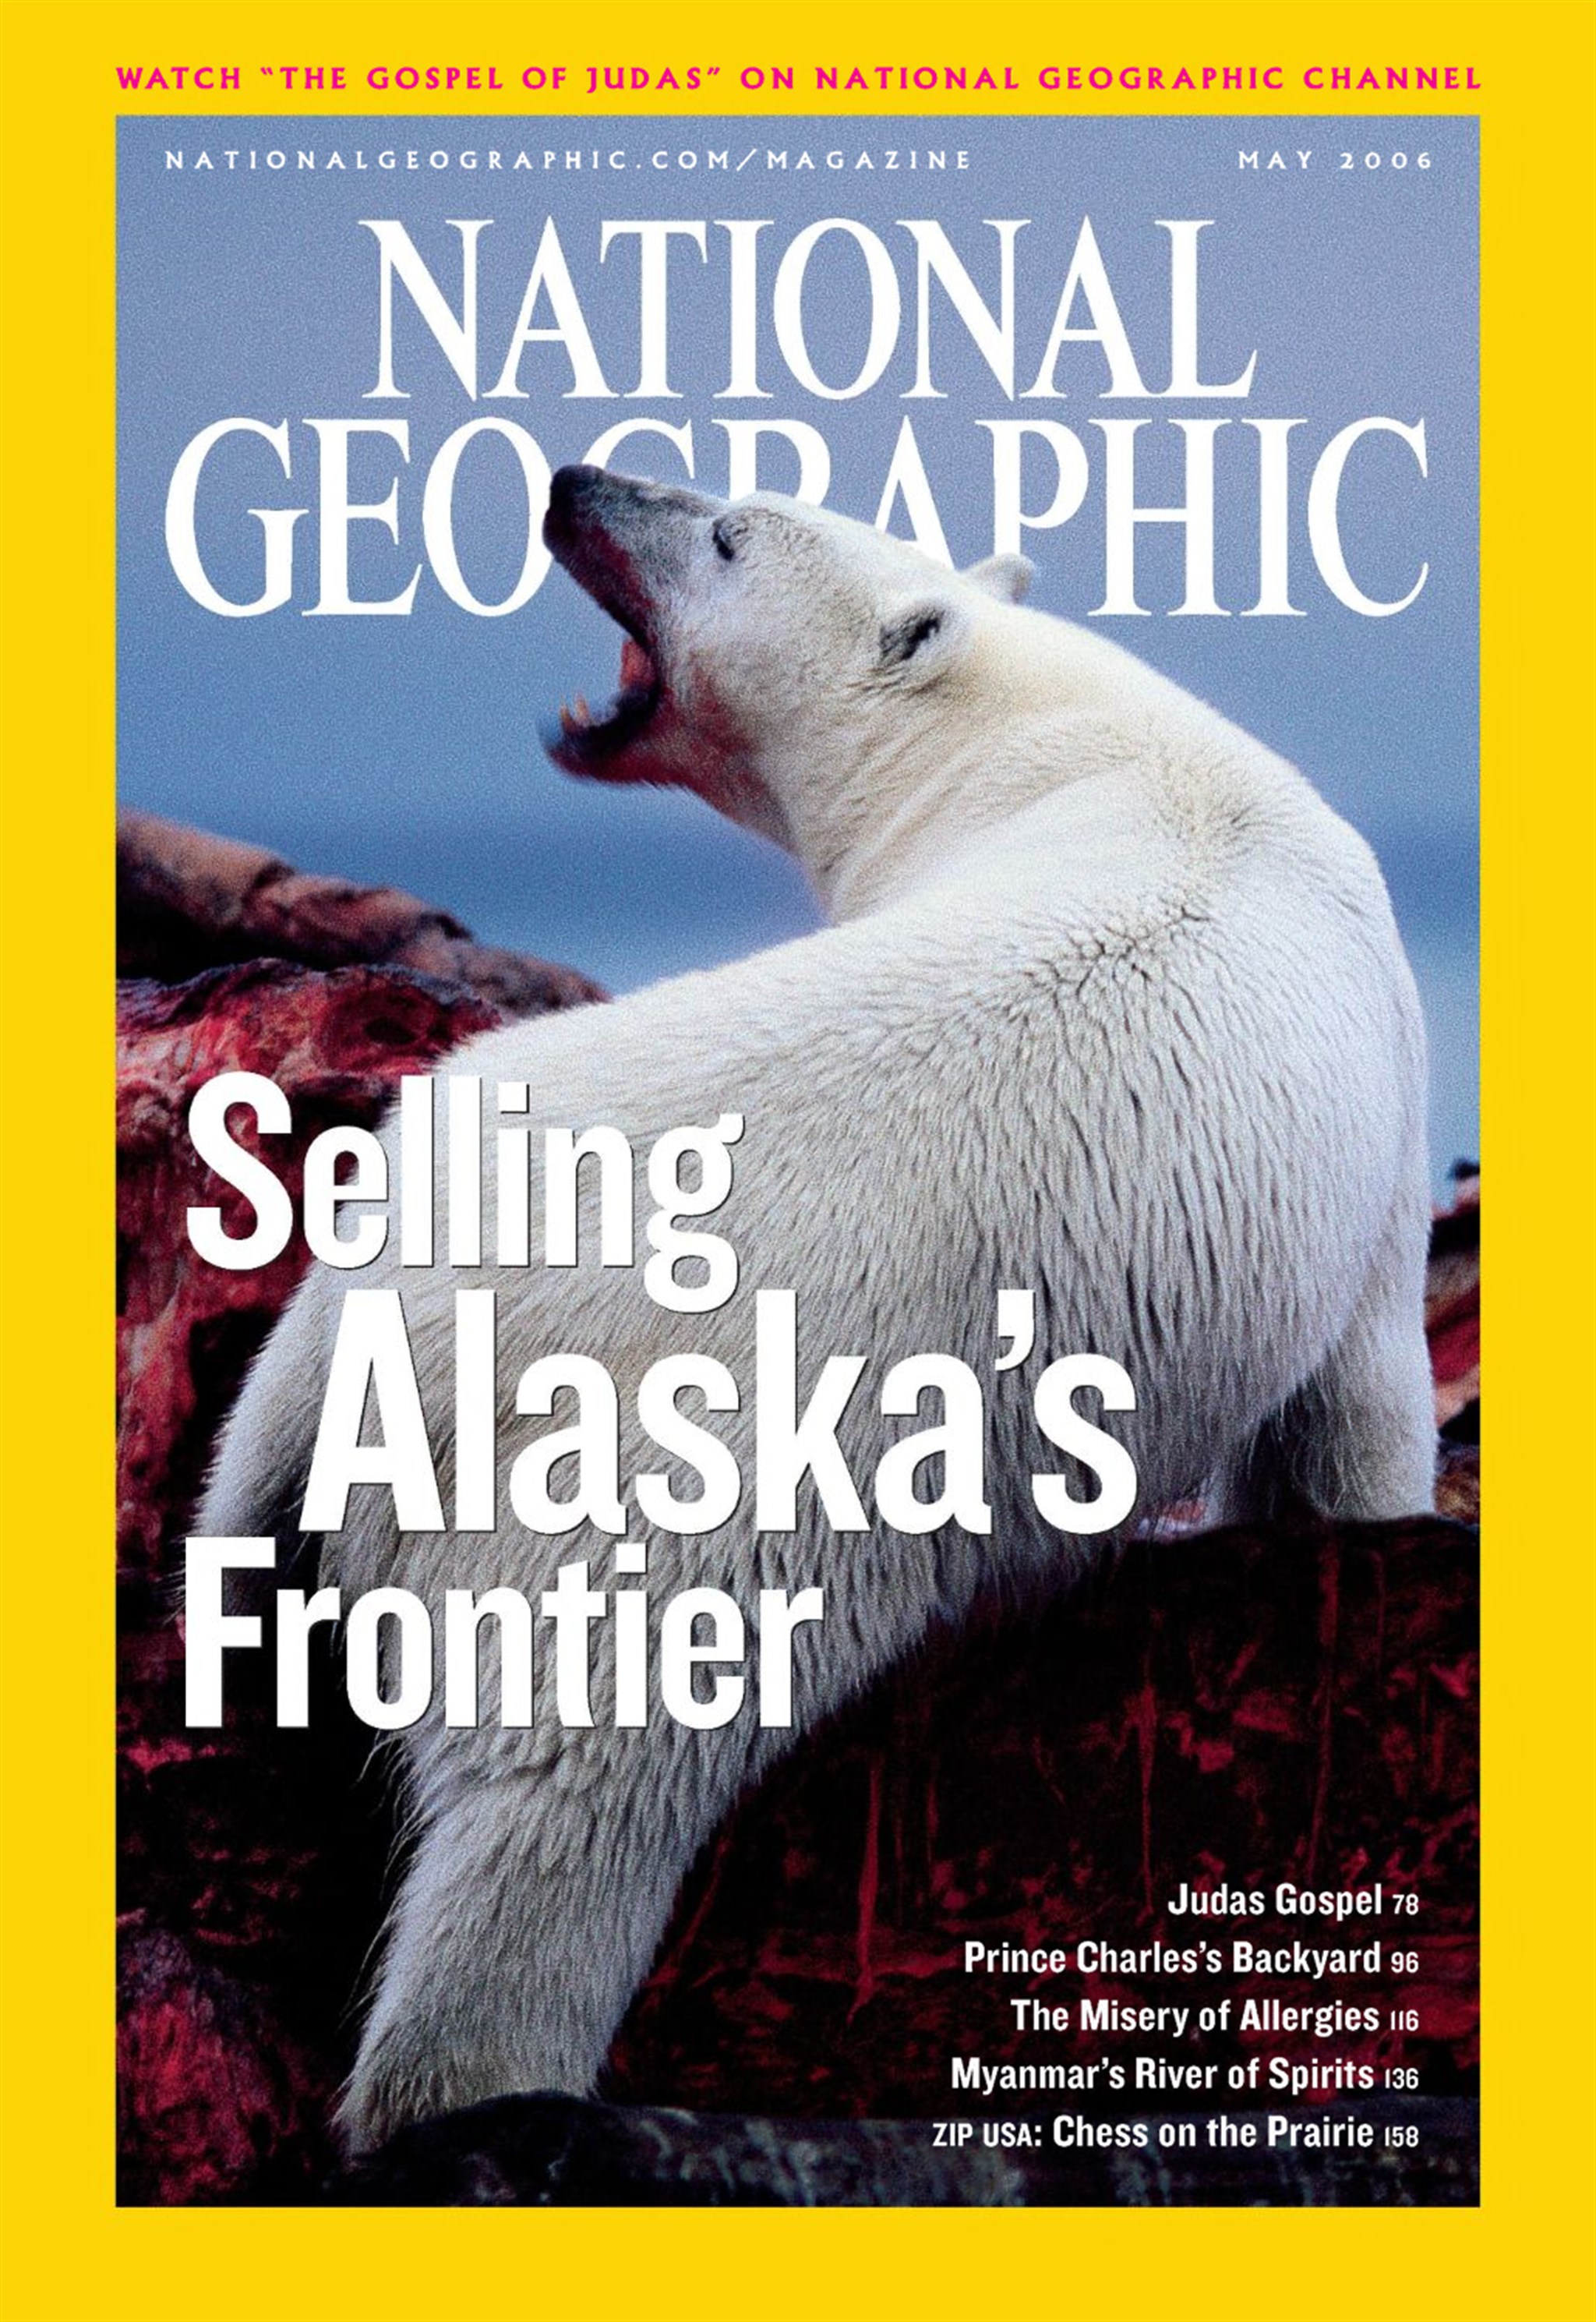 WATCH “THE GOSPEL OF JUDAS” ON NATIONAL GEOGRAPHIC CHANNEL
NATIONALGEOGRAPHIC.COM/MAGAZINE MAY 2006
NATIONAL
GEOGRAPHIC
Selling
Alaska’s
Frontier
Judas Gospel 78
Prince Charles’s Backyard 96
The Misery of Allergies 116
Myanmar’s River of Spirits 136
ZIP USA: Chess on the Prairie 158